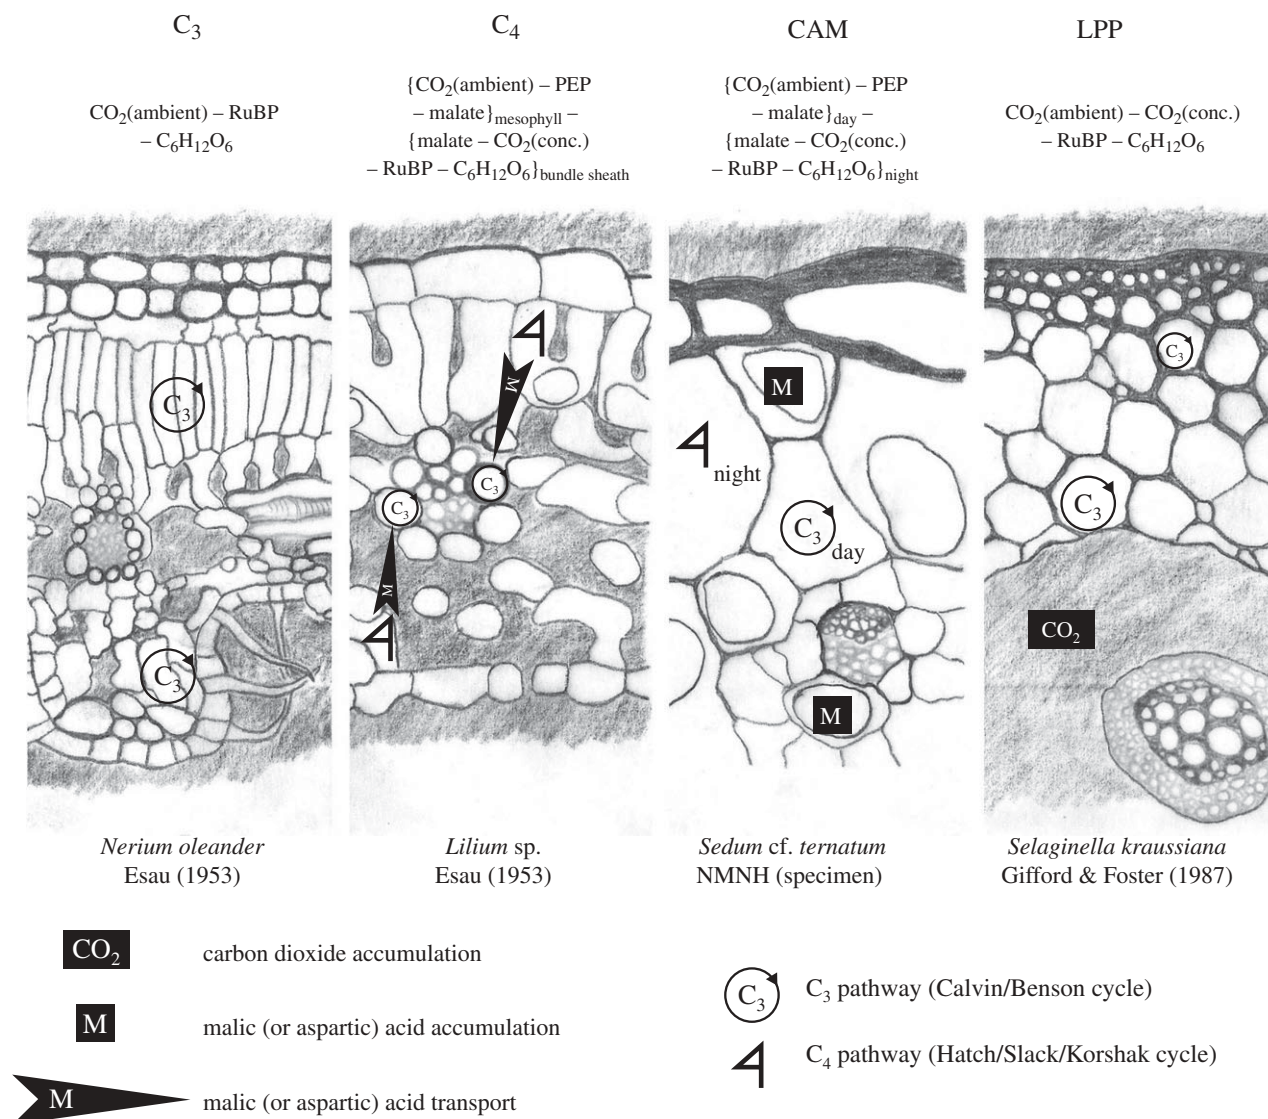 C₃
CO₂(ambient) – RuBP
– C₆H₁₂O₆
C₄
{CO₂(ambient) – PEP
– malate}mesophyll –
{malate – CO₂(conc.)
– RuBP – C₆H₁₂O₆}bundle sheath
CAM
{CO₂(ambient) – PEP
– malate}day –
{malate – CO₂(conc.)
– RuBP – C₆H₁₂O₆}night
LPP
CO₂(ambient) – CO₂(conc.)
– RuBP – C₆H₁₂O₆
C₃
C₃
M
C₃
C₃
M
M
night
C₃
day
M
C₃
C₃
CO₂
Nerium oleander
Esau (1953)
Lilium sp.
Esau (1953)
Sedum cf. ternatum
NMNH (specimen)
Selaginella kraussiana
Gifford & Foster (1987)
CO₂ carbon dioxide accumulation
M malic (or aspartic) acid accumulation
M malic (or aspartic) acid transport
C₃ C₃ pathway (Calvin/Benson cycle)
C₄ pathway (Hatch/Slack/Korshak cycle)